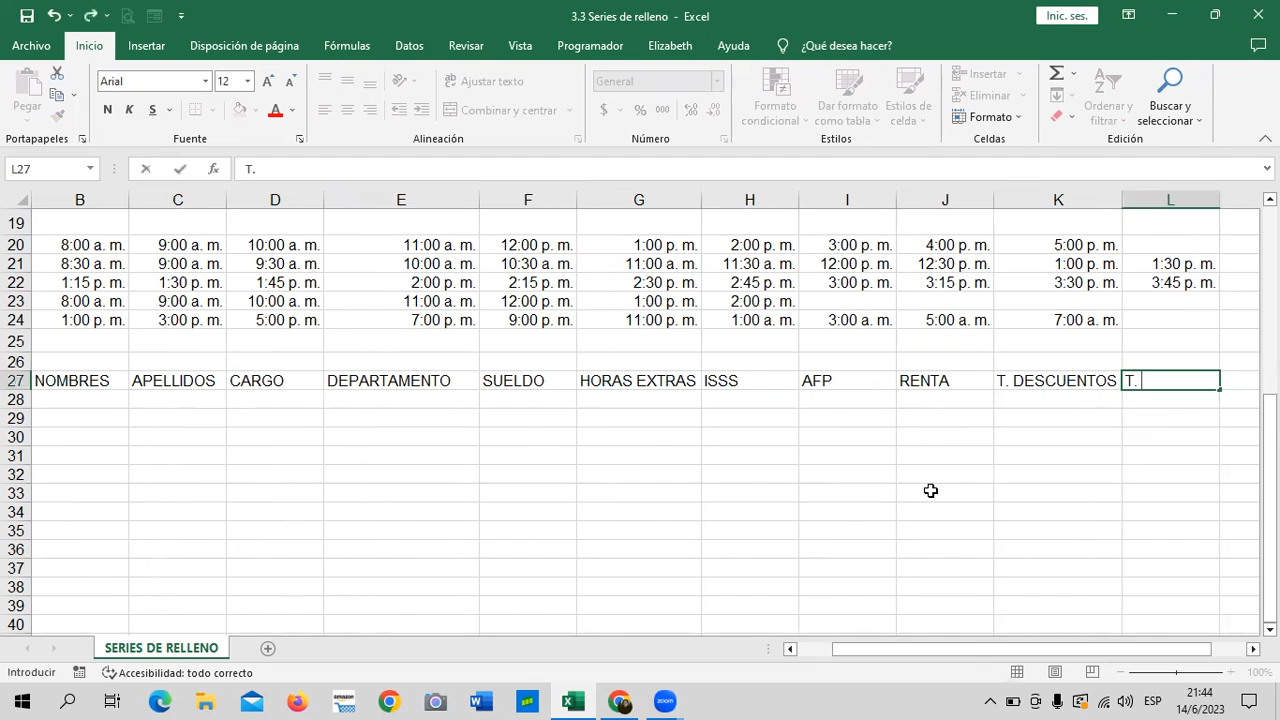 3.3 Series de relleno - Excel
Inic. ses.
Archivo Inicio Insertar Disposición de página Fórmulas Datos Revisar Vista Programador Elizabeth Ayuda ¿Qué desea hacer?
Pegar
Arial 12
N K S
Ajustar texto
Combinar y centrar
General
$ % 000
Formato condicional
Dar formato como tabla
Estilos de celda
Insertar
Eliminar
Formato
Ordenar y filtrar
Buscar y seleccionar
Portapapeles Fuente Alineación Número Estilos Celdas Edición
L27 fx T.
B C D E F G H I J K L
19
20 8:00 a. m. 9:00 a. m. 10:00 a. m. 11:00 a. m. 12:00 p. m. 1:00 p. m. 2:00 p. m. 3:00 p. m. 4:00 p. m. 5:00 p. m.
21 8:30 a. m. 9:00 a. m. 9:30 a. m. 10:00 a. m. 10:30 a. m. 11:00 a. m. 11:30 a. m. 12:00 p. m. 12:30 p. m. 1:00 p. m. 1:30 p. m.
22 1:15 p. m. 1:30 p. m. 1:45 p. m. 2:00 p. m. 2:15 p. m. 2:30 p. m. 2:45 p. m. 3:00 p. m. 3:15 p. m. 3:30 p. m. 3:45 p. m.
23 8:00 a. m. 9:00 a. m. 10:00 a. m. 11:00 a. m. 12:00 p. m. 1:00 p. m. 2:00 p. m.
24 1:00 p. m. 3:00 p. m. 5:00 p. m. 7:00 p. m. 9:00 p. m. 11:00 p. m. 1:00 a. m. 3:00 a. m. 5:00 a. m. 7:00 a. m.
25
26
27 NOMBRES APELLIDOS CARGO DEPARTAMENTO SUELDO HORAS EXTRAS ISSS AFP RENTA T. DESCUENTOS T.
28
29
30
31
32
33
34
35
36
37
38
39
40
SERIES DE RELLENO
Introducir Accesibilidad: todo correcto 100%
zoom ESP 21:44
14/6/2023